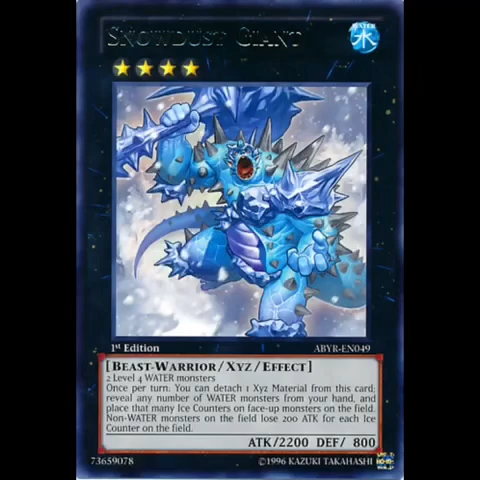 SNOWDUST GIANT
WATER
水
1st Edition
ABYR-EN049
[BEAST-WARRIOR/XYZ/EFFECT]
2 Level 4 WATER monsters
Once per turn: You can detach 1 Xyz Material from this card;
reveal any number of WATER monsters from your hand, and
place that many Ice Counters on face-up monsters on the field.
Non-WATER monsters on the field lose 200 ATK for each
Ice Counter on the field.
ATK/2200 DEF/ 800
73659078
©1996 KAZUKI TAKAHASHI